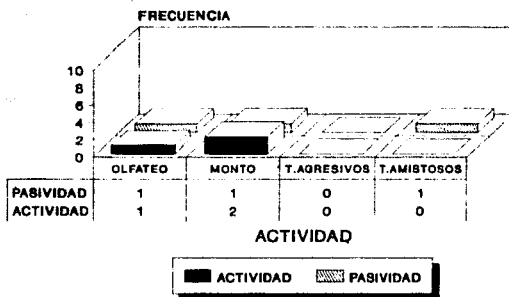 FRECUENCIA
10
8
6
4
2
0
OLFATEO MONTO T.AGRESIVOS T.AMISTOSOS
PASIVIDAD 1 1 0 1
ACTIVIDAD 1 2 0 0
ACTIVIDAD
ACTIVIDAD PASIVIDAD